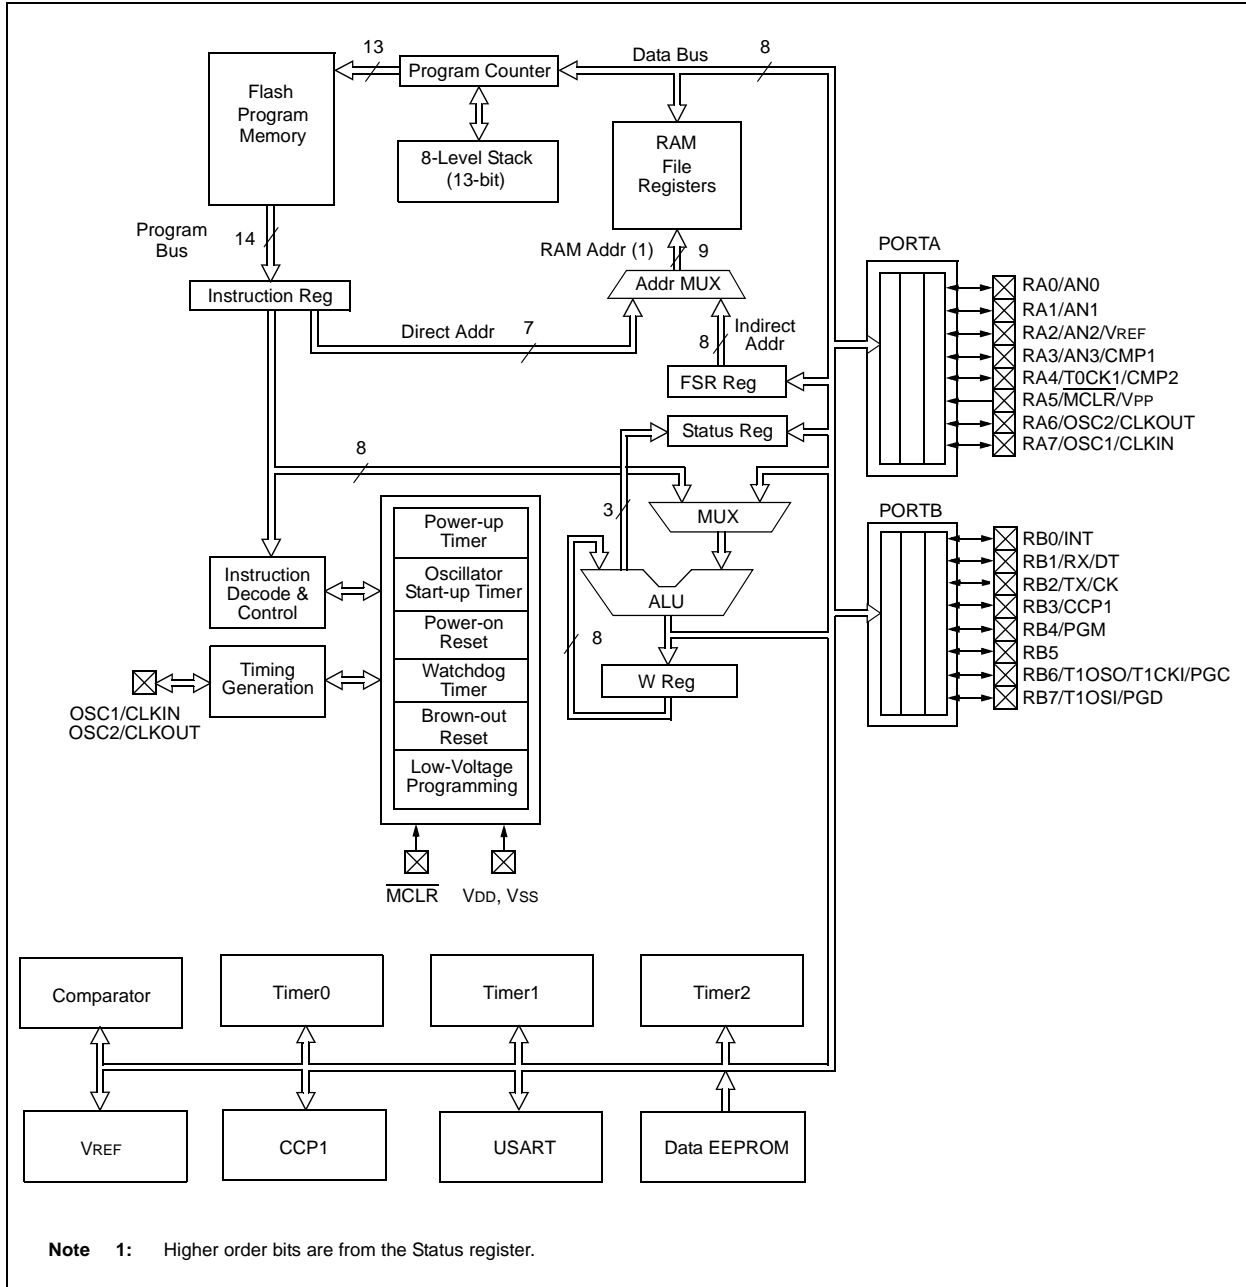 13
Data Bus
8
Program Counter
Flash
Program
Memory
8-Level Stack
(13-bit)
RAM
File
Registers
Program
Bus
14
RAM Addr (1)
9
PORTA
Instruction Reg
Addr MUX
Direct Addr
7
8
Indirect
Addr
FSR Reg
Status Reg
RA0/AN0
RA1/AN1
RA2/AN2/VREF
RA3/AN3/CMP1
RA4/T0CK1/CMP2
RA5/MCLR/VPP
RA6/OSC2/CLKOUT
RA7/OSC1/CLKIN
8
3
MUX
PORTB
Power-up
Timer
Oscillator
Start-up Timer
Power-on
Reset
Watchdog
Timer
Brown-out
Reset
Low-Voltage
Programming
Instruction
Decode &
Control
Timing
Generation
OSC1/CLKIN
OSC2/CLKOUT
ALU
8
W Reg
RB0/INT
RB1/RX/DT
RB2/TX/CK
RB3/CCP1
RB4/PGM
RB5
RB6/T1OSO/T1CKI/PGC
RB7/T1OSI/PGD
MCLR
VDD, VSS
Comparator
Timer0
Timer1
Timer2
VREF
CCP1
USART
Data EEPROM
Note 1: Higher order bits are from the Status register.